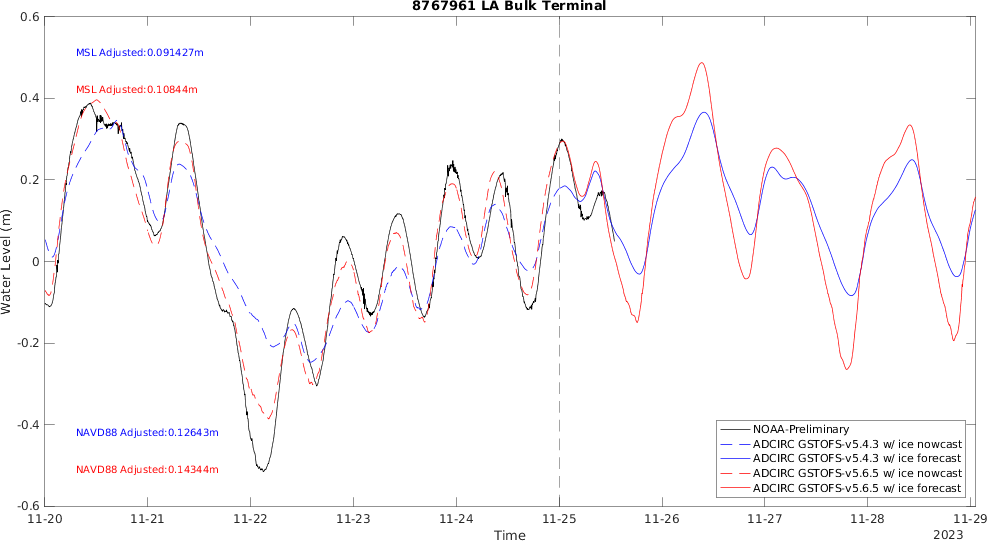 8767961 LA Bulk Terminal
MSL Adjusted:0.091427m
MSL Adjusted:0.10844m
NAVD88 Adjusted:0.12643m
NAVD88 Adjusted:0.14344m
0.6
0.4
0.2
0
-0.2
-0.4
-0.6
Water Level (m)
NOAA-Preliminary
ADCIRC GSTOFS-v5.4.3 w/ ice nowcast
ADCIRC GSTOFS-v5.4.3 w/ ice forecast
ADCIRC GSTOFS-v5.6.5 w/ ice nowcast
ADCIRC GSTOFS-v5.6.5 w/ ice forecast
11-20 11-21 11-22 11-23 11-24 11-25 11-26 11-27 11-28 11-29
Time
2023